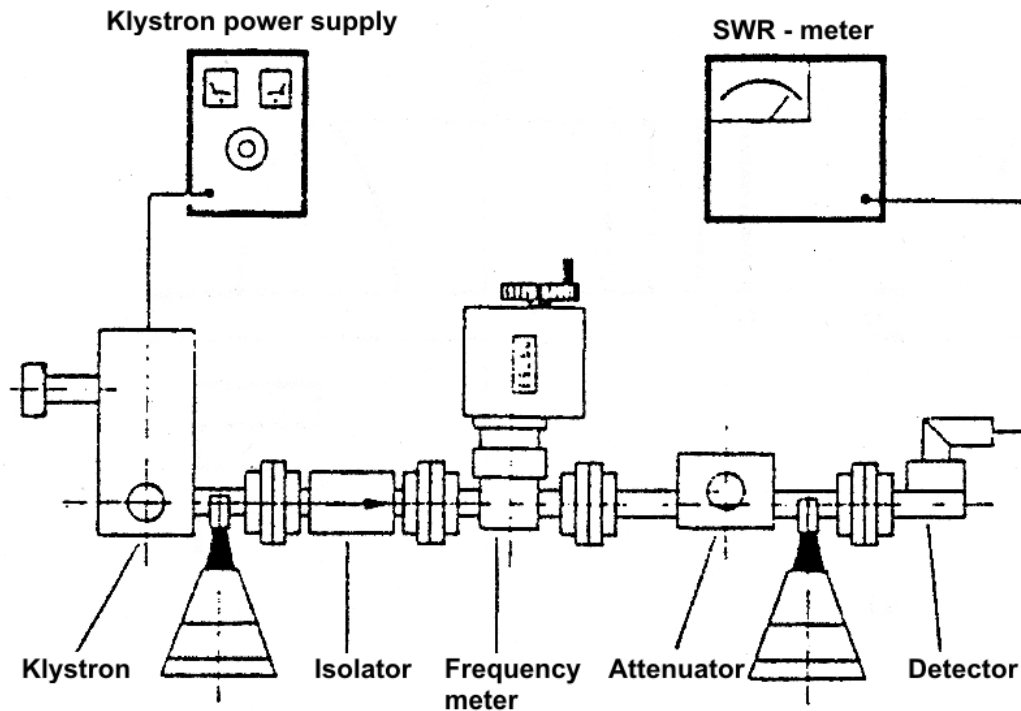 Klystron power supply
SWR - meter
Klystron
Isolator
Frequency
meter
Attenuator
Detector